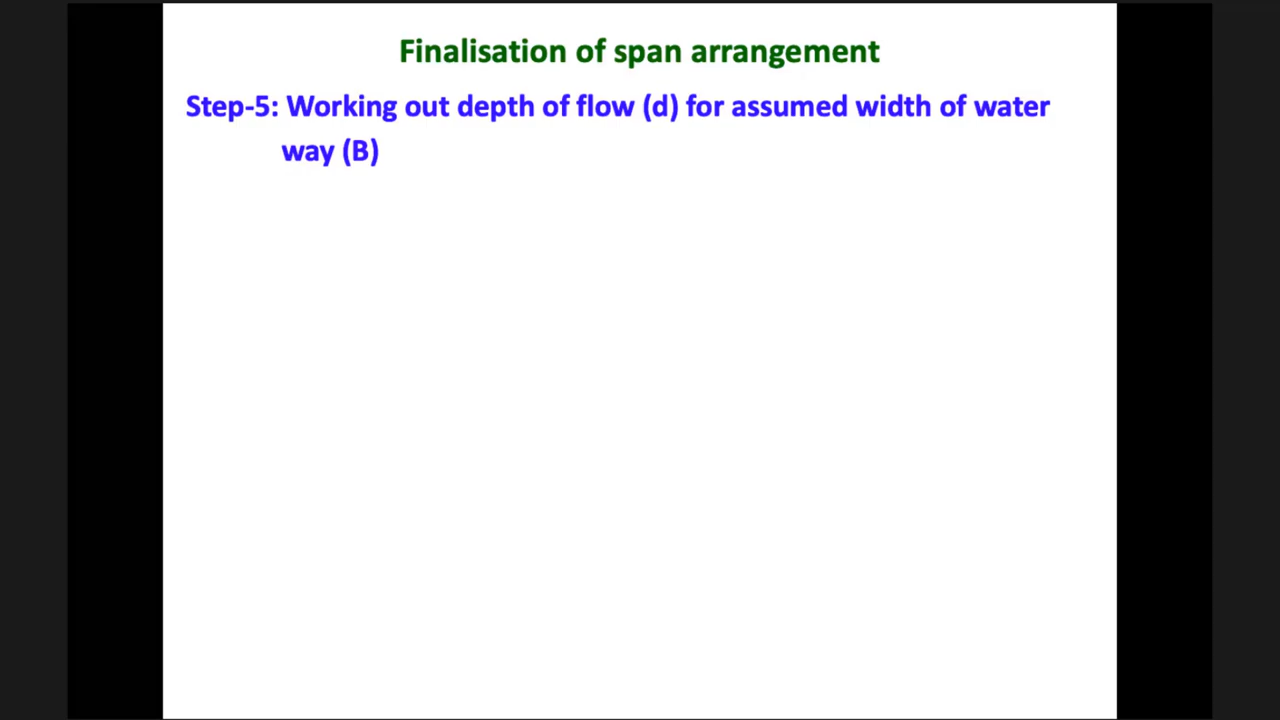 Finalisation of span arrangement
Step-5: Working out depth of flow (d) for assumed width of water
way (B)